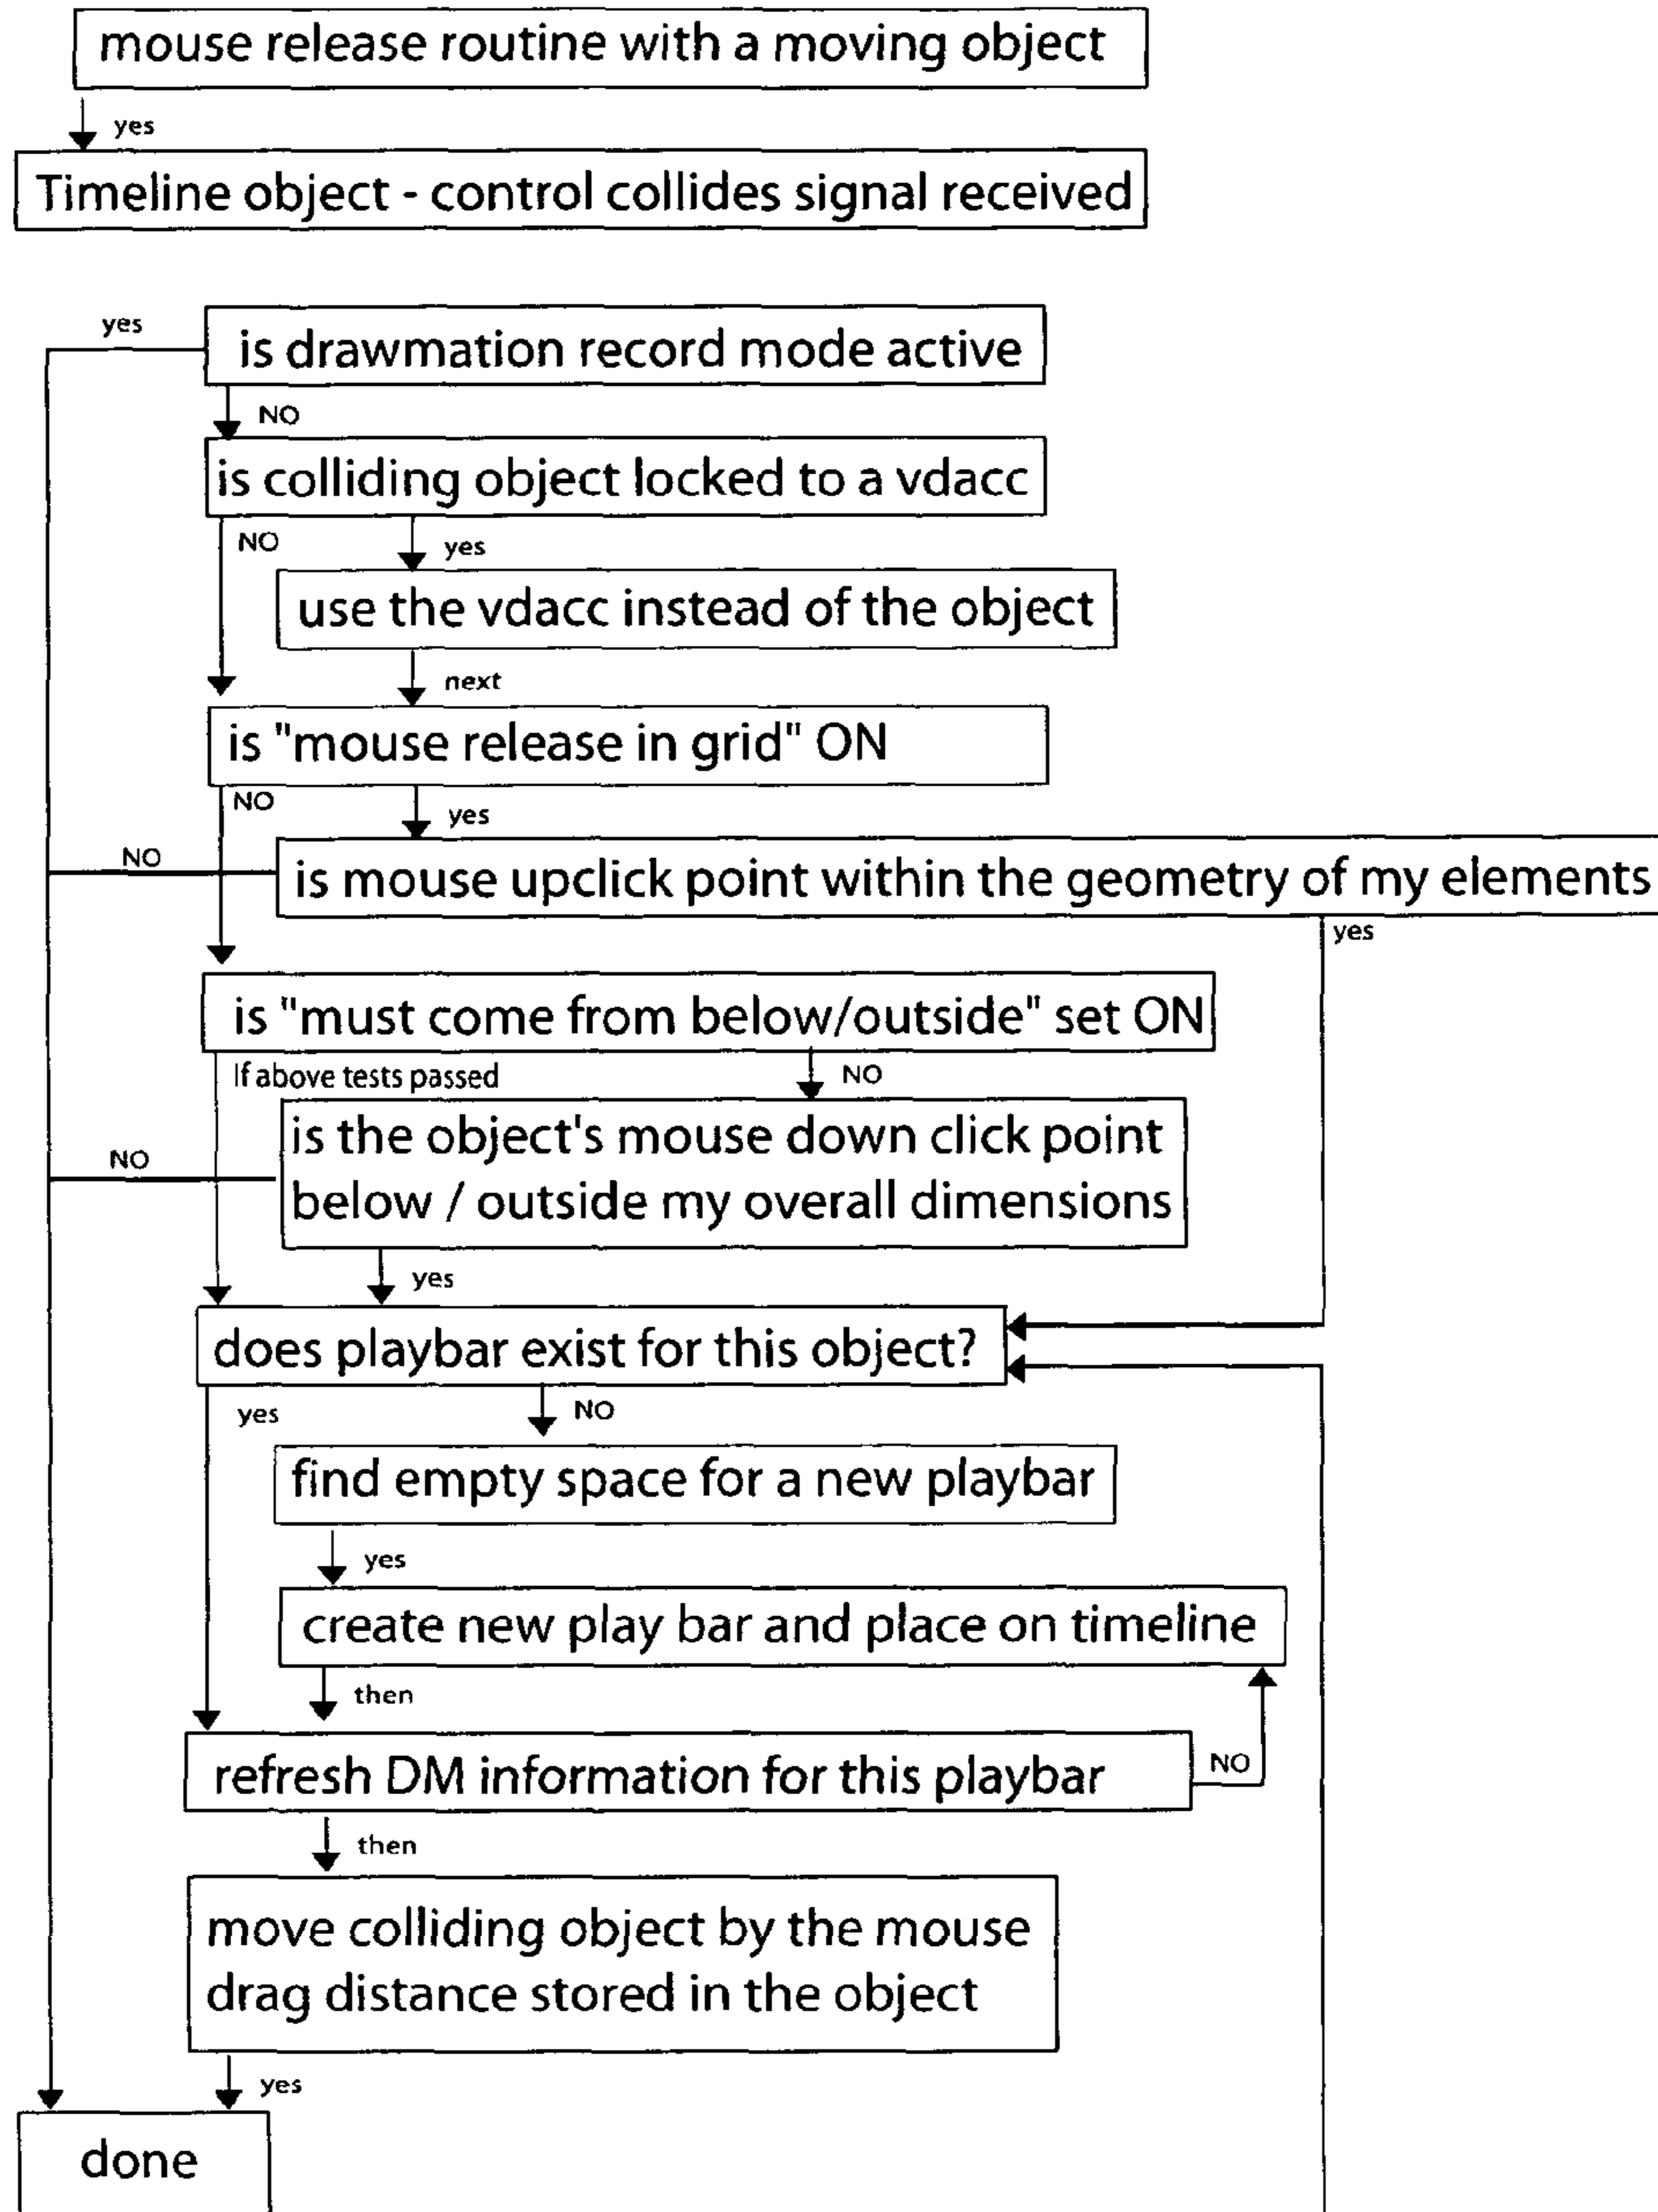 mouse release routine with a moving object
yes
Timeline object - control collides signal received
yes
is drawmation record mode active
NO
is colliding object locked to a vdacc
NO
yes
use the vdacc instead of the object
next
is "mouse release in grid" ON
NO
yes
NO
is mouse upclick point within the geometry of my elements
yes
is "must come from below/outside" set ON
If above tests passed
NO
is the object's mouse down click point
below / outside my overall dimensions
NO
yes
does playbar exist for this object?
yes
NO
find empty space for a new playbar
yes
create new play bar and place on timeline
then
refresh DM information for this playbar
NO
then
move colliding object by the mouse
drag distance stored in the object
yes
done